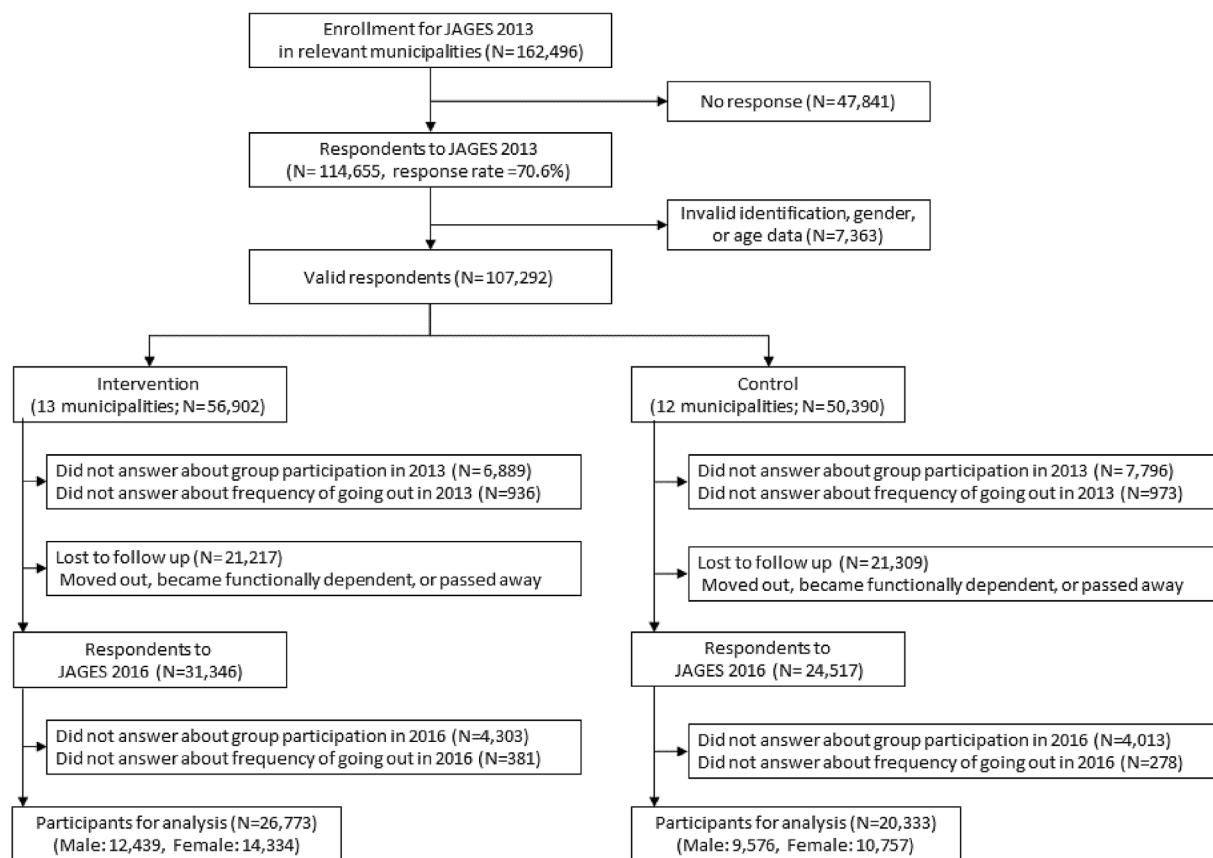 Enrollment for JAGES 2013
in relevant municipalities (N=162,496)
No response (N=47,841)
Respondents to JAGES 2013
(N= 114,655, response rate =70.6%)
Invalid identification, gender,
or age data (N=7,363)
Valid respondents (N=107,292)
Intervention
(13 municipalities; N=56,902)
Control
(12 municipalities; N=50,390)
Did not answer about group participation in 2013 (N=6,889)
Did not answer about frequency of going out in 2013 (N=936)
Did not answer about group participation in 2013 (N=7,796)
Did not answer about frequency of going out in 2013 (N=973)
Lost to follow up (N=21,217)
Moved out, became functionally dependent, or passed away
Lost to follow up (N=21,309)
Moved out, became functionally dependent, or passed away
Respondents to
JAGES 2016 (N=31,346)
Respondents to
JAGES 2016 (N= 24,517)
Did not answer about group participation in 2016 (N=4,303)
Did not answer about frequency of going out in 2016 (N=381)
Did not answer about group participation in 2016 (N=4,013)
Did not answer about frequency of going out in 2016 (N=278)
Participants for analysis (N=26,773)
(Male: 12,439, Female: 14,334)
Participants for analysis (N=20,333)
(Male: 9,576, Female: 10,757)